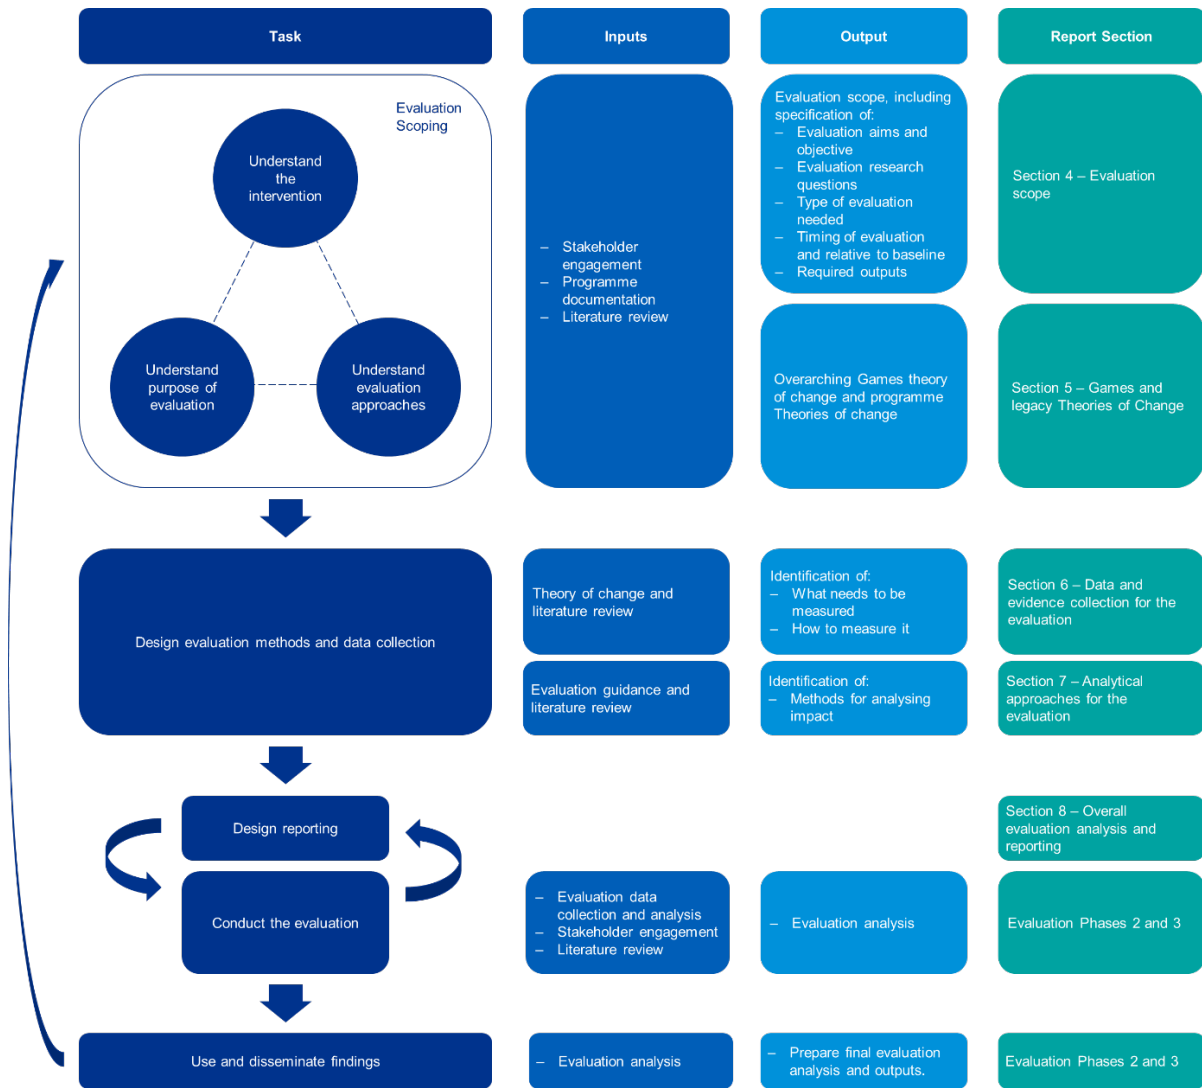 Task
Inputs
Output
Report Section
Evaluation
Scoping
Understand
the
intervention
Understand
purpose of
evaluation
Understand
evaluation
approaches
– Stakeholder
engagement
– Programme
documentation
– Literature review
Evaluation scope, including
specification of:
– Evaluation aims and
objective
– Evaluation research
questions
– Type of evaluation
needed
– Timing of evaluation
and relative to baseline
– Required outputs
Section 4 – Evaluation
scope
Overarching Games theory
of change and programme
Theories of change
Section 5 – Games and
legacy Theories of Change
Design evaluation methods and data collection
Theory of change and
literature review
Identification of:
– What needs to be
measured
– How to measure it
Section 6 – Data and
evidence collection for the
evaluation
Evaluation guidance and
literature review
Identification of:
– Methods for analysing
impact
Section 7 – Analytical
approaches for the
evaluation
Design reporting
Section 8 – Overall
evaluation analysis and
reporting
Conduct the evaluation
– Evaluation data
collection and analysis
– Stakeholder engagement
– Literature review
– Evaluation analysis
Evaluation Phases 2 and 3
Use and disseminate findings
– Evaluation analysis
– Prepare final evaluation
analysis and outputs.
Evaluation Phases 2 and 3